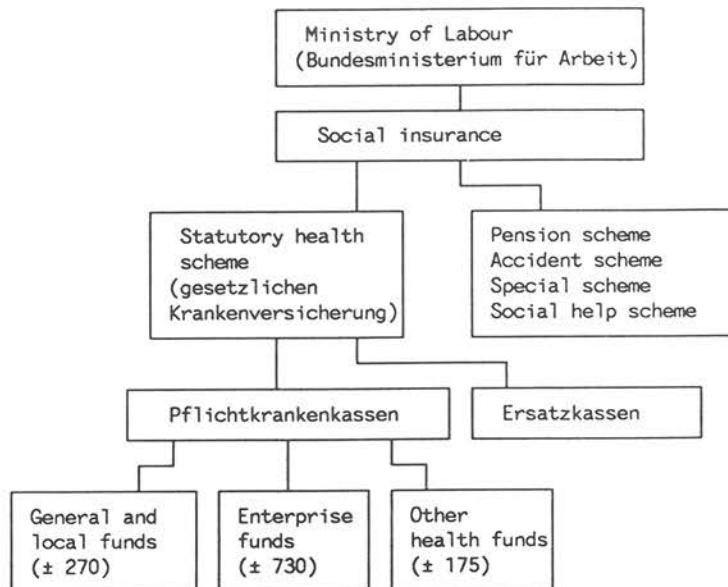 Ministry of Labour
(Bundesministerium für Arbeit)
Social insurance
Statutory health
scheme
(gesetzlichen
Krankenversicherung)
Pension scheme
Accident scheme
Special scheme
Social help scheme
Pflichtkrankenkassen
Ersatzkassen
General and
local funds
(± 270)
Enterprise
funds
(± 730)
Other
health funds
(± 175)